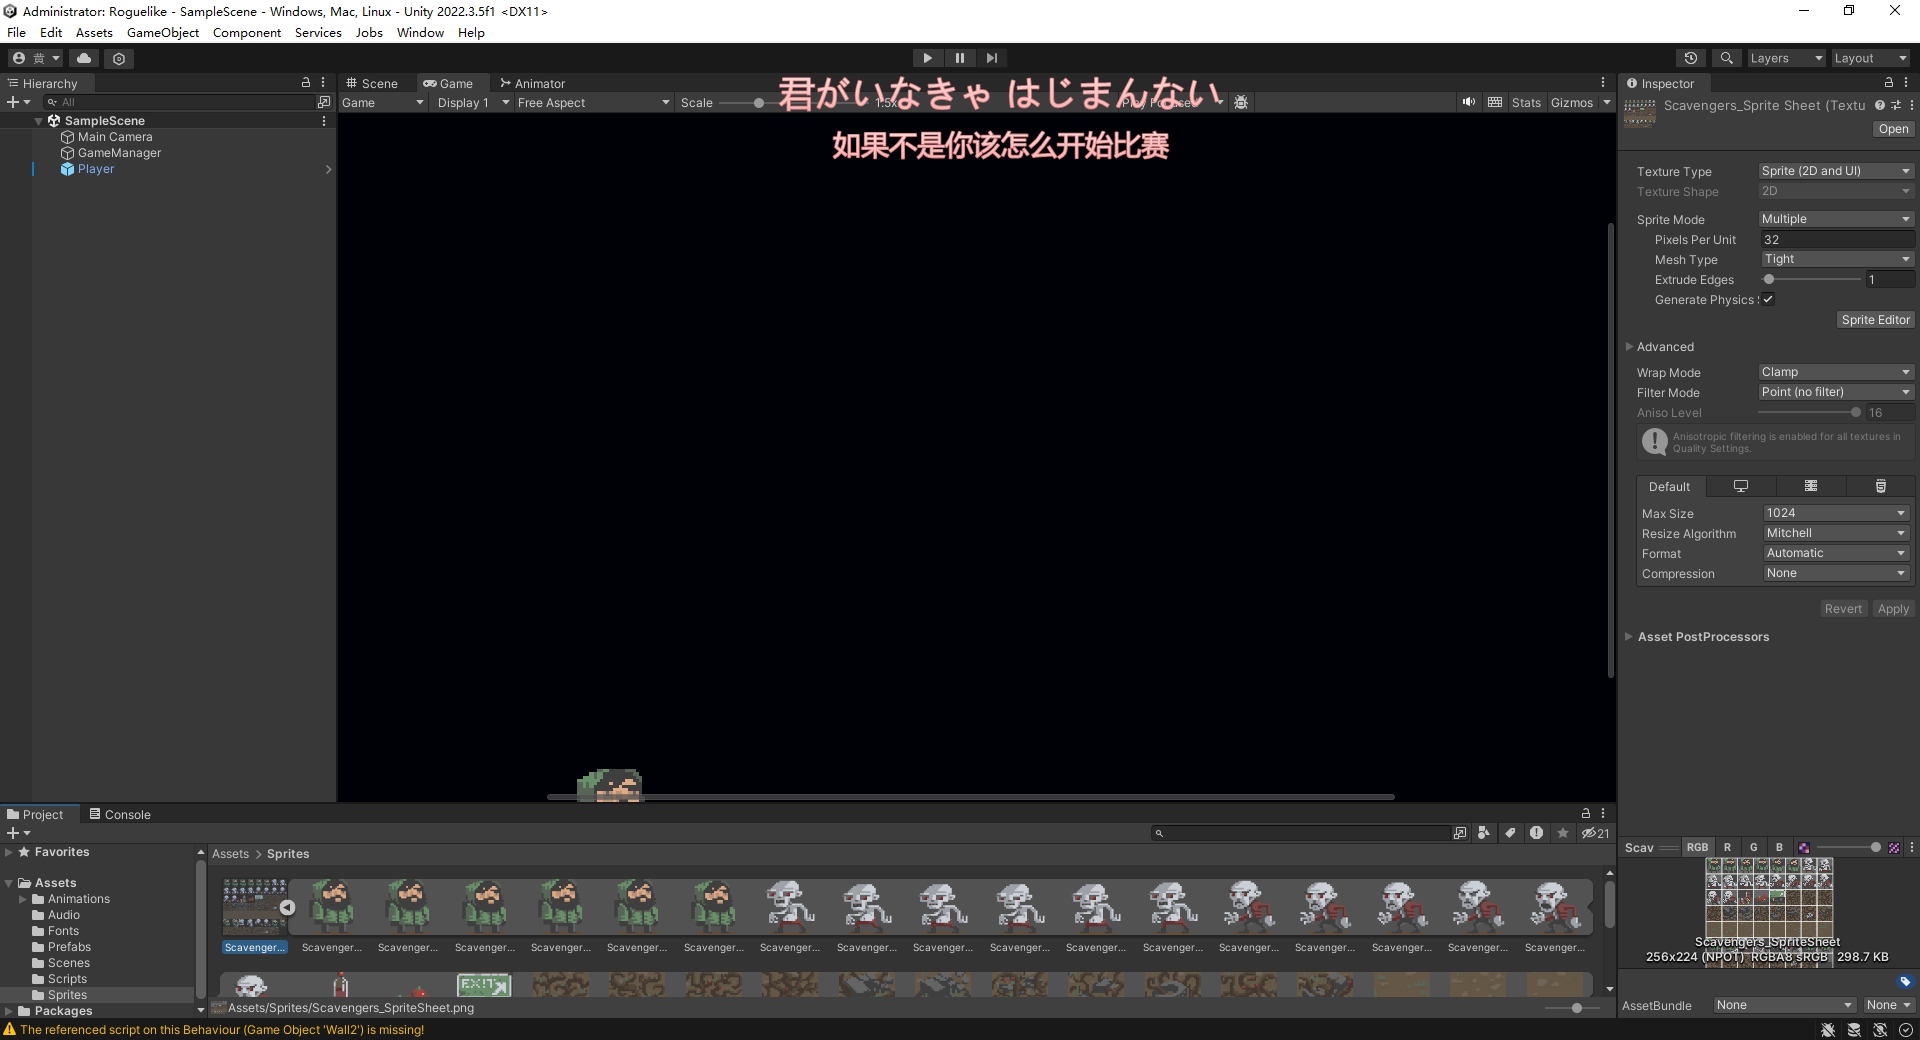 Administrator: Roguelike - SampleScene - Windows, Mac, Linux - Unity 2022.3.5f1 <DX11>
File Edit Assets GameObject Component Services Jobs Window Help
黄 Layers Layout
Hierarchy
All
SampleScene
Main Camera
GameManager
Player
Scene Game Animator
Game Display 1 Free Aspect Scale 1.5x Stats Gizmos
君がいなきゃ はじまんない
如果不是你该怎么开始比赛
Inspector
Scavengers_Sprite Sheet (Textu
Open
Texture Type Sprite (2D and UI)
Texture Shape 2D
Sprite Mode Multiple
Pixels Per Unit 32
Mesh Type Tight
Extrude Edges 1
Generate Physics
Sprite Editor
Advanced
Wrap Mode Clamp
Filter Mode Point (no filter)
Aniso Level 16
Anisotropic filtering is enabled for all textures in
Quality Settings.
Default
Max Size 1024
Resize Algorithm Mitchell
Format Automatic
Compression None
Revert Apply
Asset PostProcessors
Project Console
21
Favorites
Assets
Animations
Audio
Fonts
Prefabs
Scenes
Scripts
Sprites
Packages
Assets > Sprites
Scavenger... Scavenger... Scavenger... Scavenger... Scavenger... Scavenger... Scavenger... Scavenger... Scavenger... Scavenger... Scavenger... Scavenger... Scavenger... Scavenger... Scavenger... Scavenger... Scavenger... Scavenger...
EXIT
Assets/Sprites/Scavengers_SpriteSheet.png
Scav RGB R G B
Scavengers_SpriteSheet
256x224 (NPOT) RGBA8 sRGB 298.7 KB
AssetBundle None None
The referenced script on this Behaviour (Game Object 'Wall2') is missing!